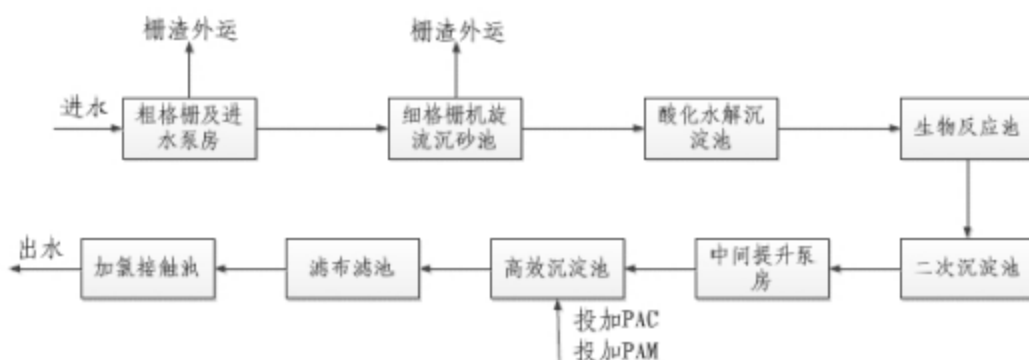 栅渣外运
栅渣外运
进水
粗格栅及进
水泵房
细格栅机旋
流沉砂池
酸化水解沉
淀池
生物反应池
出水
加氯接触池
滤布滤池
高效沉淀池
中间提升泵
房
二次沉淀池
投加PAC
投加PAM